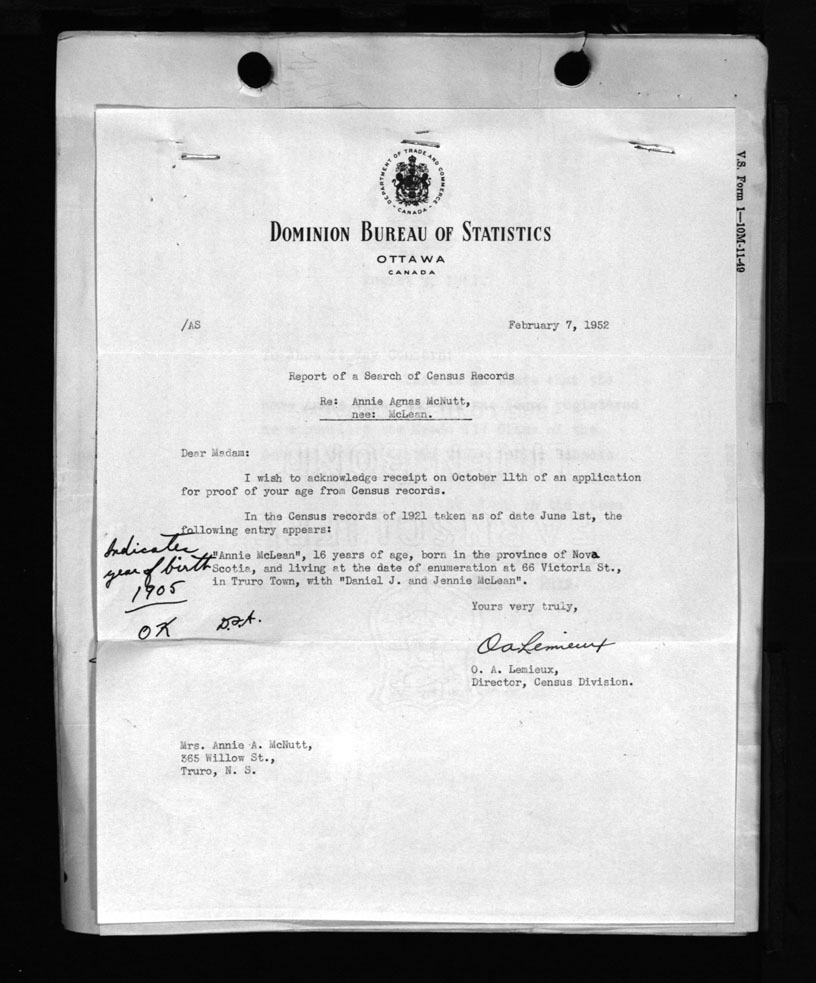 DEPARTMENT OF TRADE AND COMMERCE
CANADA
DOMINION BUREAU OF STATISTICS
OTTAWA
CANADA
V.S. Form 1—10M-11-49
/AS
February 7, 1952
Report of a Search of Census Records
Re: Annie Agnas McNutt,
nee: McLean.
Dear Madam:
I wish to acknowledge receipt on October 11th of an application
for proof of your age from Census records.
In the Census records of 1921 taken as of date June 1st, the
following entry appears:
"Annie McLean", 16 years of age, born in the province of Nova
Scotia, and living at the date of enumeration at 66 Victoria St.,
in Truro Town, with "Daniel J. and Jennie McLean".
Indicates
year of birth
1905
OK
Yours very truly,
OaLemieux
O. A. Lemieux,
Director, Census Division.
Mrs. Annie A. McNutt,
365 Willow St.,
Truro, N. S.